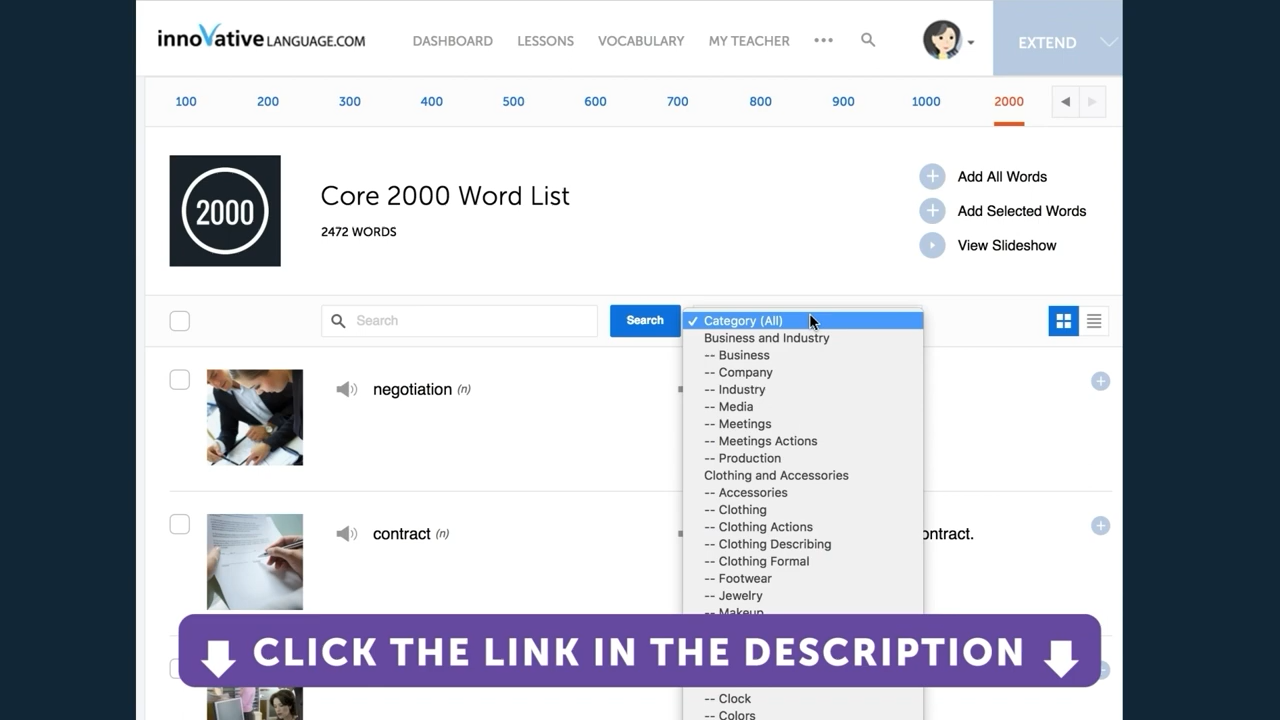 innoVative LANGUAGE.COM
DASHBOARD LESSONS VOCABULARY MY TEACHER ••• EXTEND
100 200 300 400 500 600 700 800 900 1000 2000
2000
Core 2000 Word List
2472 WORDS
Add All Words
Add Selected Words
View Slideshow
Search
Search
✓ Category (All)
Business and Industry
-- Business
-- Company
-- Industry
-- Media
-- Meetings
-- Meetings Actions
-- Production
Clothing and Accessories
-- Accessories
-- Clothing
-- Clothing Actions
-- Clothing Describing
-- Clothing Formal
-- Footwear
-- Jewelry
-- Makeup
-- Clock
-- Colors
negotiation (n)
contract (n)
ontract.
CLICK THE LINK IN THE DESCRIPTION